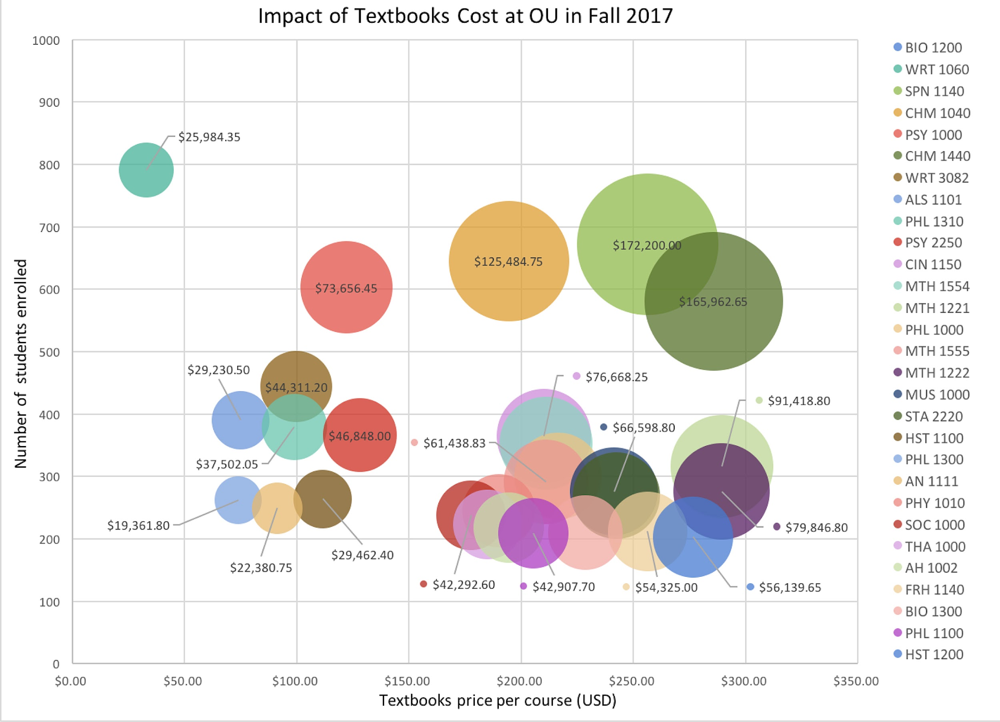 Impact of Textbooks Cost at OU in Fall 2017
Number of students enrolled
1000
900
800
700
600
500
400
300
200
100
0
$25,984.35
$172,200.00
$125,484.75
$73,656.45
$165,962.65
$29,230.50
$76,668.25
$44,311.20
$91,418.80
$66,598.80
$46,848.00
$61,438.83
$37,502.05
$19,361.80
$79,846.80
$29,462.40
$22,380.75
$42,292.60
$42,907.70
$54,325.00
$56,139.65
$0.00
$50.00
$100.00
$150.00
$200.00
$250.00
$300.00
$350.00
Textbooks price per course (USD)
BIO 1200
WRT 1060
SPN 1140
CHM 1040
PSY 1000
CHM 1440
WRT 3082
ALS 1101
PHL 1310
PSY 2250
CIN 1150
MTH 1554
MTH 1221
PHL 1000
MTH 1555
MTH 1222
MUS 1000
STA 2220
HST 1100
PHL 1300
AN 1111
PHY 1010
SOC 1000
THA 1000
AH 1002
FRH 1140
BIO 1300
PHL 1100
HST 1200